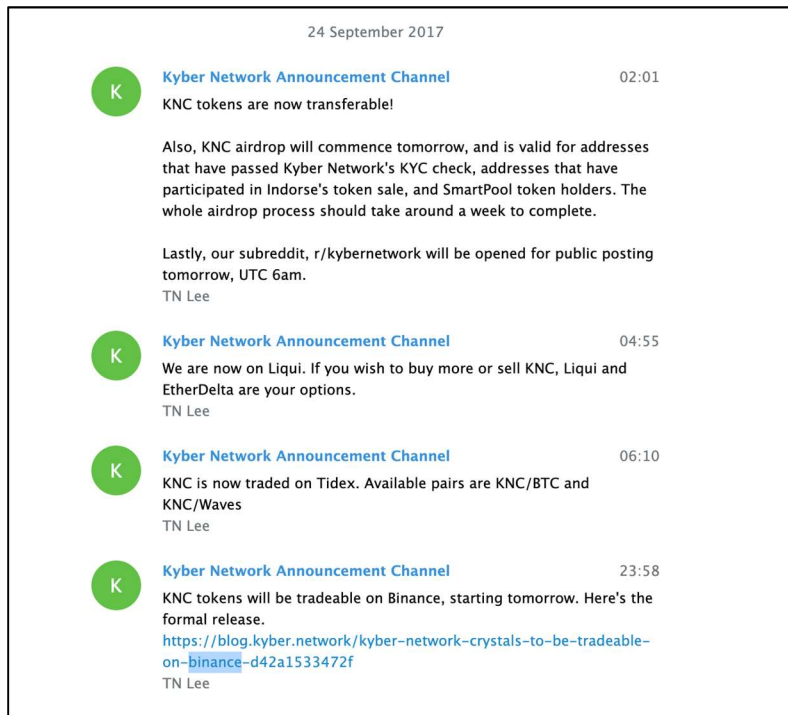 24 September 2017
K
Kyber Network Announcement Channel 02:01
KNC tokens are now transferable!
Also, KNC airdrop will commence tomorrow, and is valid for addresses
that have passed Kyber Network's KYC check, addresses that have
participated in Indorse's token sale, and SmartPool token holders. The
whole airdrop process should take around a week to complete.
Lastly, our subreddit, r/kybernetwork will be opened for public posting
tomorrow, UTC 6am.
TN Lee
K
Kyber Network Announcement Channel 04:55
We are now on Liqui. If you wish to buy more or sell KNC, Liqui and
EtherDelta are your options.
TN Lee
K
Kyber Network Announcement Channel 06:10
KNC is now traded on Tidex. Available pairs are KNC/BTC and
KNC/Waves
TN Lee
K
Kyber Network Announcement Channel 23:58
KNC tokens will be tradeable on Binance, starting tomorrow. Here's the
formal release.
https://blog.kyber.network/kyber-network-crystals-to-be-tradeable-
on-binance-d42a1533472f
TN Lee